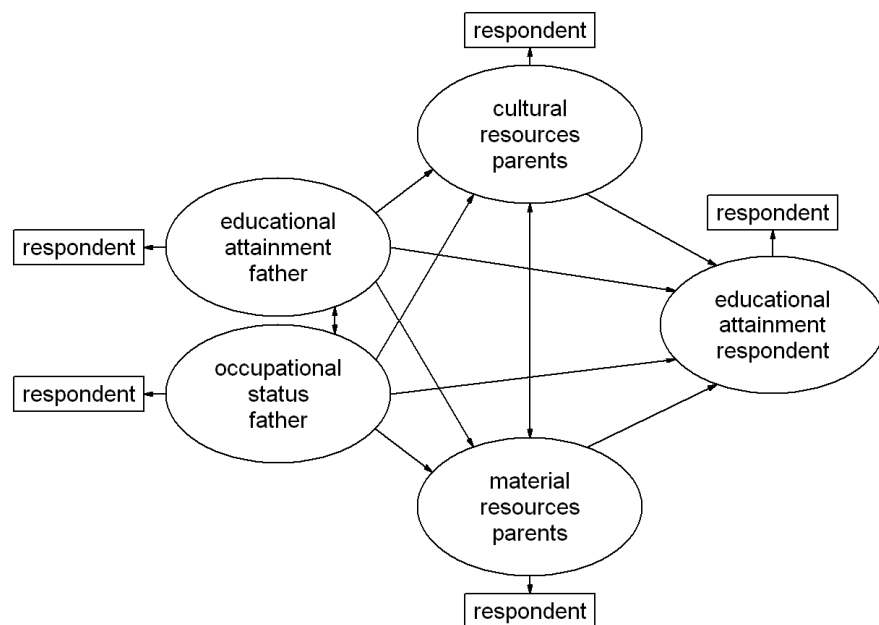 respondent
cultural
resources
parents
respondent
educational
attainment
father
respondent
educational
attainment
respondent
occupational
status
father
respondent
material
resources
parents
respondent